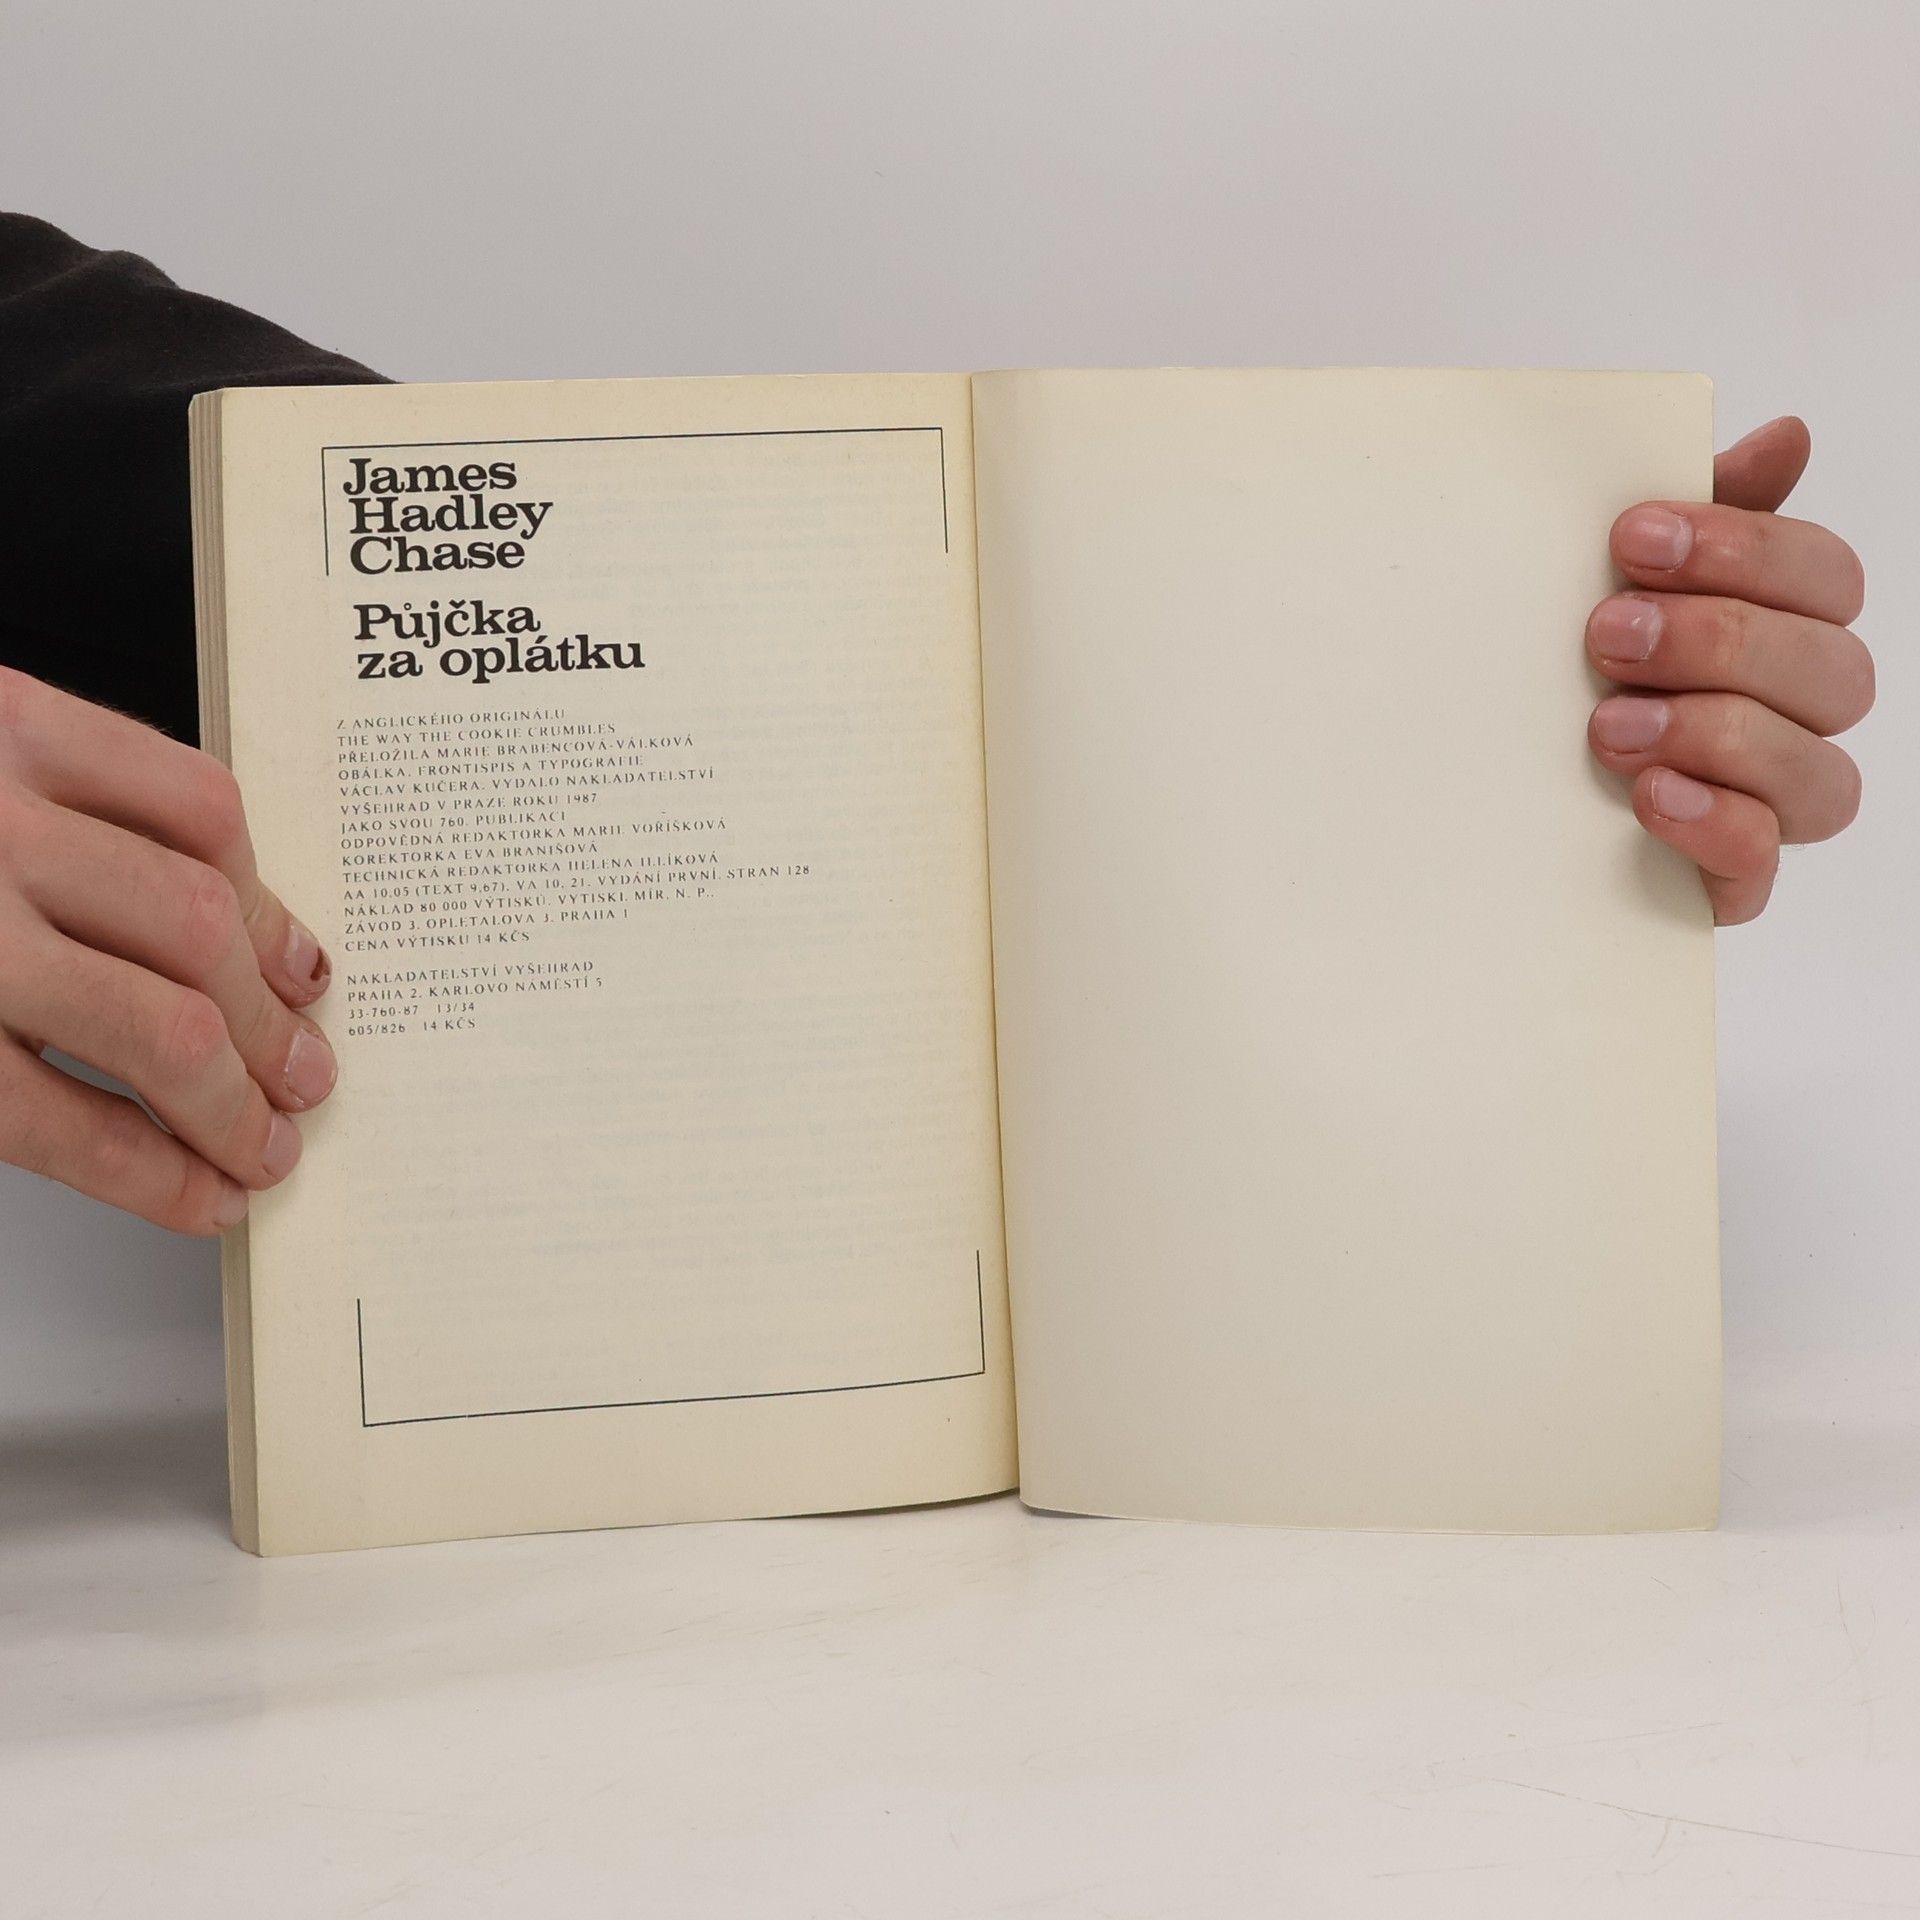 James
Hadley
Chase
Půjčka
za oplátku
Z ANGLICKÉHO ORIGINÁLU
THE WAY THE COOKIE CRUMBLES
PŘELOŽILA MARIE BRABENCOVÁ-VÁLKOVÁ
OBÁLKA, FRONTISPIS A TYPOGRAFIE
VÁCLAV KUČERA. VYDALO NAKLADATELSTVÍ
VYŠEHRAD V PRAZE ROKU 1987
JAKO SVOU 760. PUBLIKACI
ODPOVĚDNÁ REDAKTORKA MARIE VOŘÍŠKOVÁ
KOREKTORKA EVA BRANIŠOVÁ
TECHNICKÁ REDAKTORKA HELENA ILLÍKOVÁ
AA 10,05 (TEXT 9,67), VA 10, 21. VYDÁNÍ PRVNÍ. STRAN 128
NÁKLAD 80 000 VÝTISKŮ. VYTISKL MÍR, N. P.,
ZÁVOD 3, OPLETALOVA 3, PRAHA 1
CENA VÝTISKU 14 KČS
NAKLADATELSTVÍ VYŠEHRAD
PRAHA 2, KARLOVO NÁMĚSTÍ 5
33-760-87 13/34
605/826 14 KČS